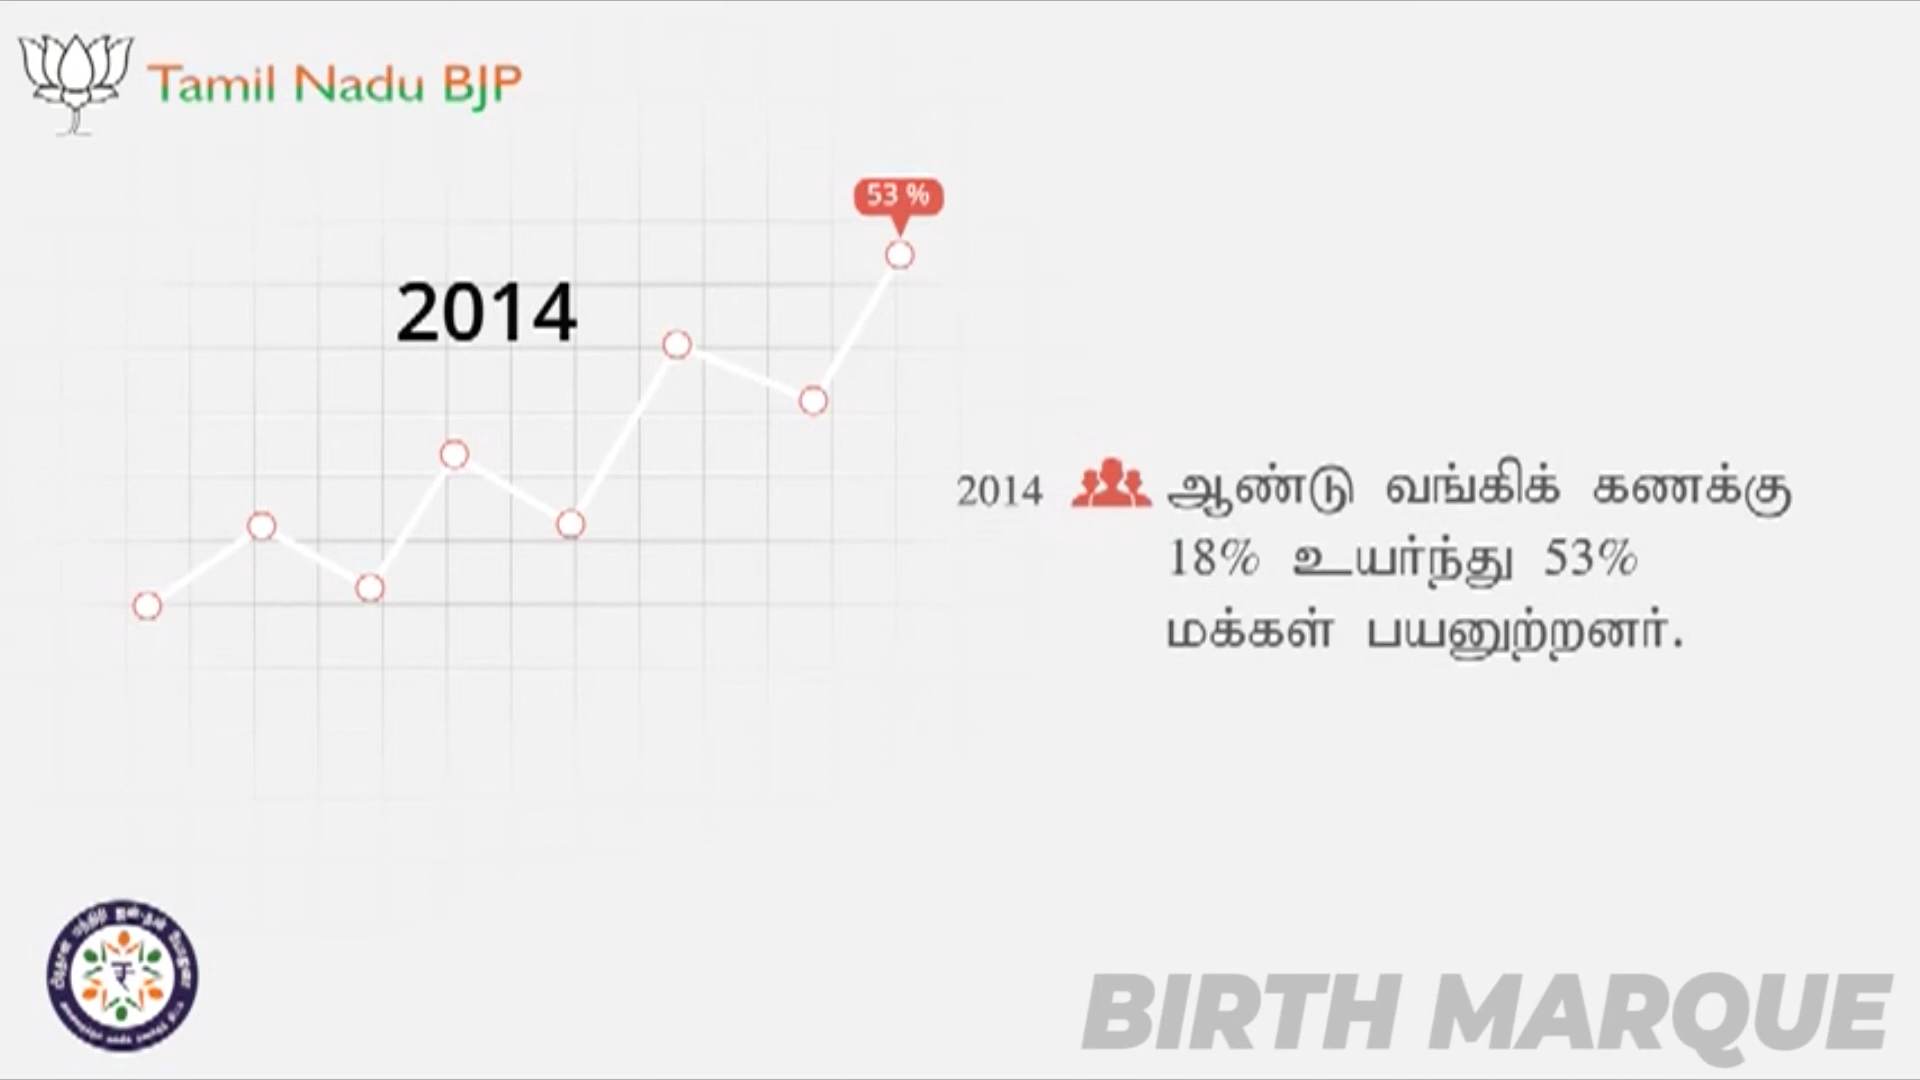 Tamil Nadu BJP
53 %
2014
2014 ஆண்டு வங்கிக் கணக்கு
18% உயர்ந்து 53%
மக்கள் பயனுற்றனர்.
₹
BIRTH MARQUE